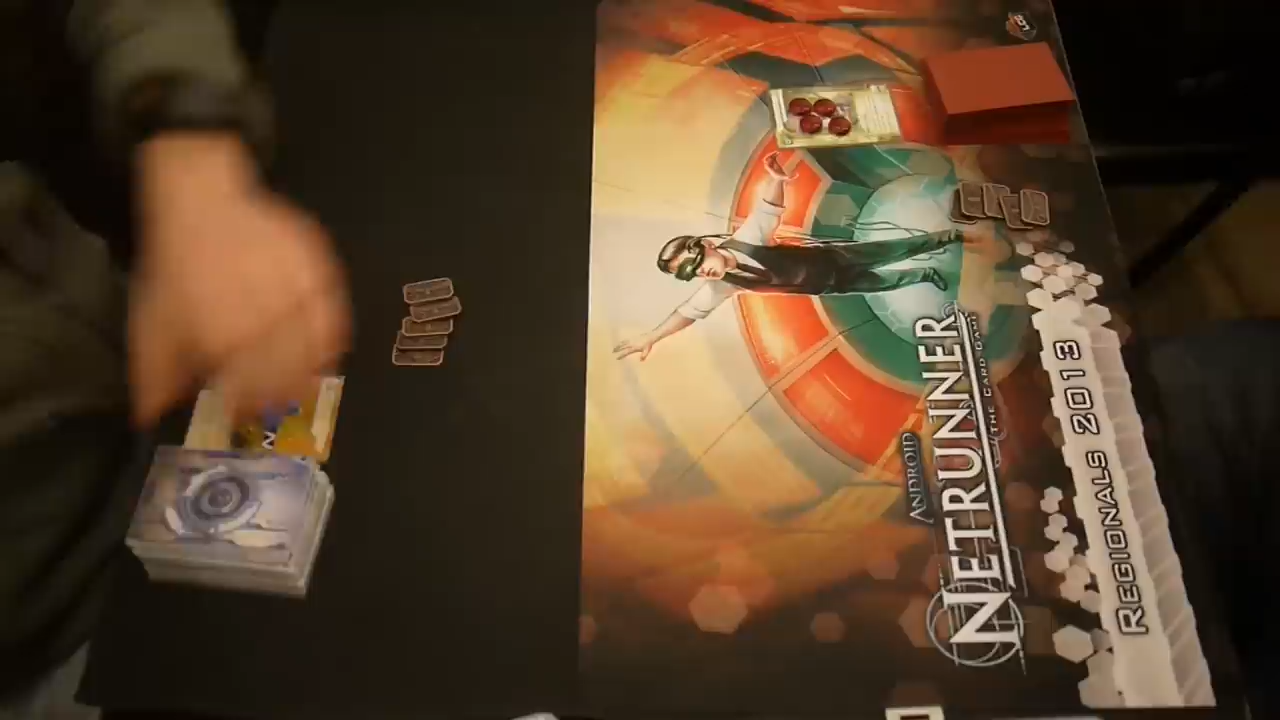 ANDROID
NETRUNNER
THE CARD GAME
REGIONALS 2013